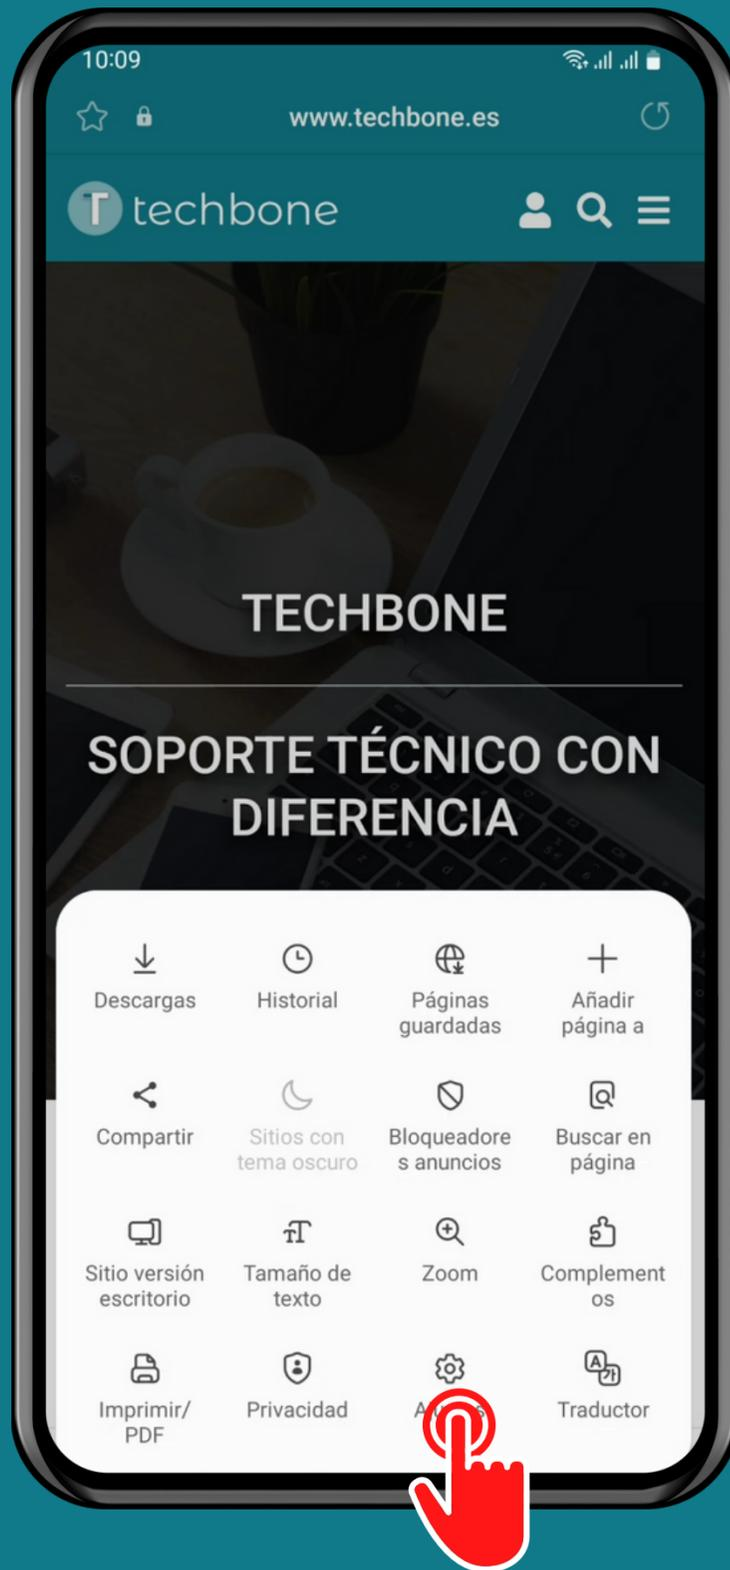 10:09
www.techbone.es
T techbone
TECHBONE
SOPORTE TÉCNICO CON
DIFERENCIA
Descargas
Historial
Páginas
guardadas
Añadir
página a
Compartir
Sitios con
tema oscuro
Bloqueadore
s anuncios
Buscar en
página
Sitio versión
escritorio
Tamaño de
texto
Zoom
Complement
os
Imprimir/
PDF
Privacidad
Traductor